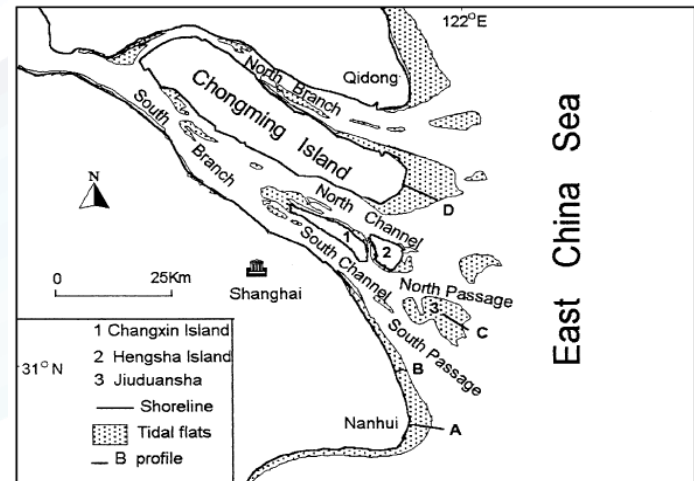 122°E
Qidong
North Branch
Chongming Island
South Branch
East China Sea
N
D
North Channel
1
2
South Channel
0 25Km
Shanghai
North Passage
3
C
South Passage
1 Changxin Island
2 Hengsha Island
3 Jiuduansha
Shoreline
Tidal flats
B profile
31°N
B
Nanhui
A